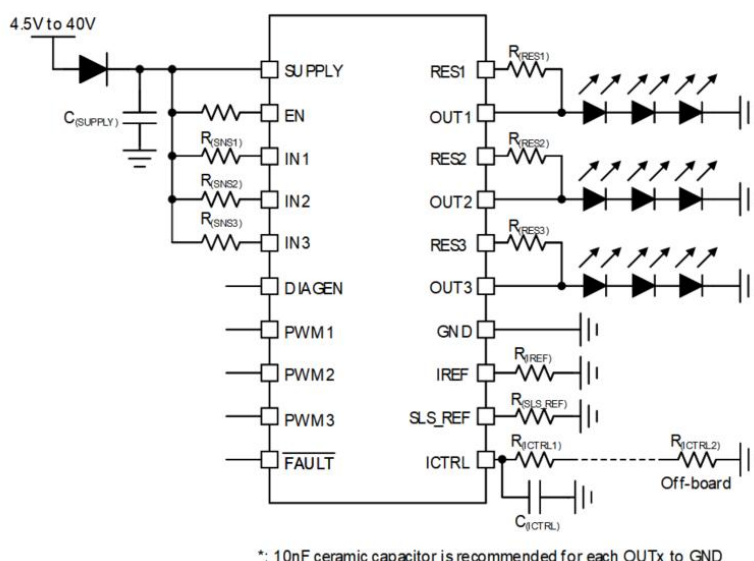 4.5V to 40V
C(SUPPLY)
R(SNS1)
R(SNS2)
R(SNS3)
SUPPLY
EN
IN1
IN2
IN3
DIAGEN
PWM1
PWM2
PWM3
FAULT
RES1
OUT1
RES2
OUT2
RES3
OUT3
GND
IREF
SLS_REF
ICTRL
R(RES1)
R(RES2)
R(RES3)
R(IREF)
R(SLS_REF)
R(ICTRL1)
R(ICTRL2)
Off-board
C(ICTRL)
*: 10nF ceramic capacitor is recommended for each OUTx to GND